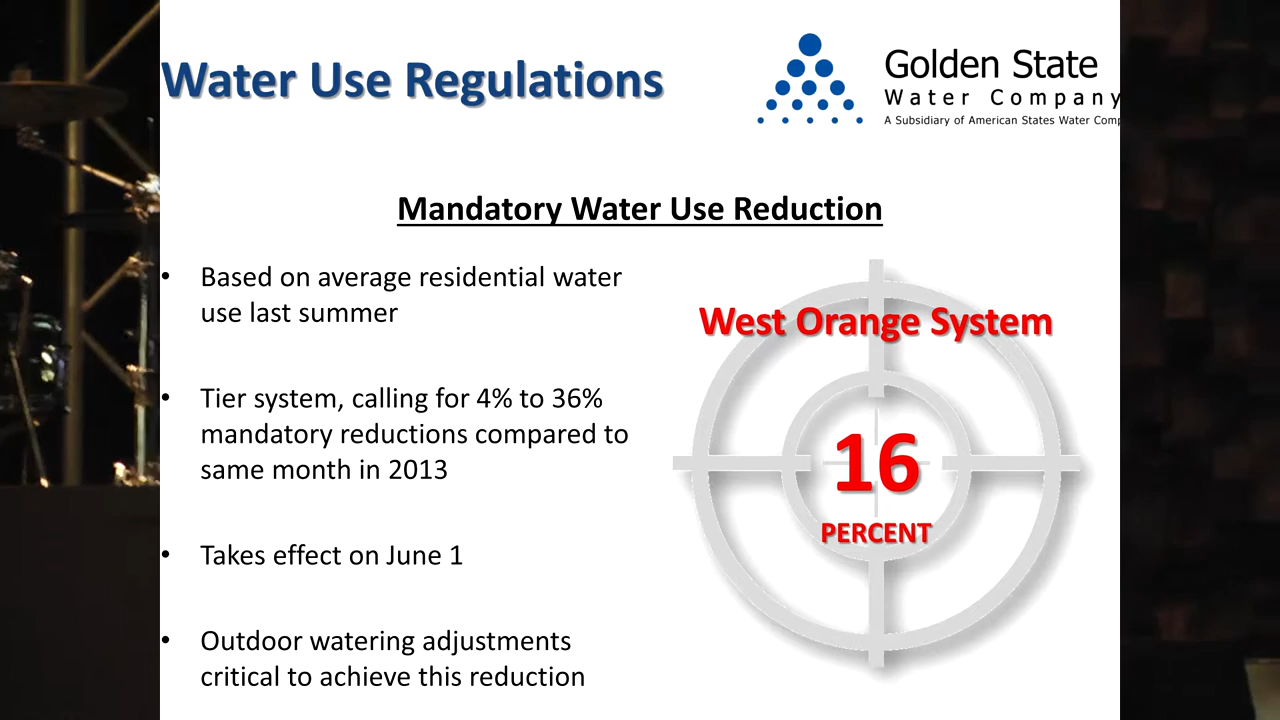 Water Use Regulations
Golden State
Water Company
A Subsidiary of American States Water
Mandatory Water Use Reduction
• Based on average residential water
use last summer
• Tier system, calling for 4% to 36%
mandatory reductions compared to
same month in 2013
• Takes effect on June 1
• Outdoor watering adjustments
critical to achieve this reduction
West Orange System
16
PERCENT